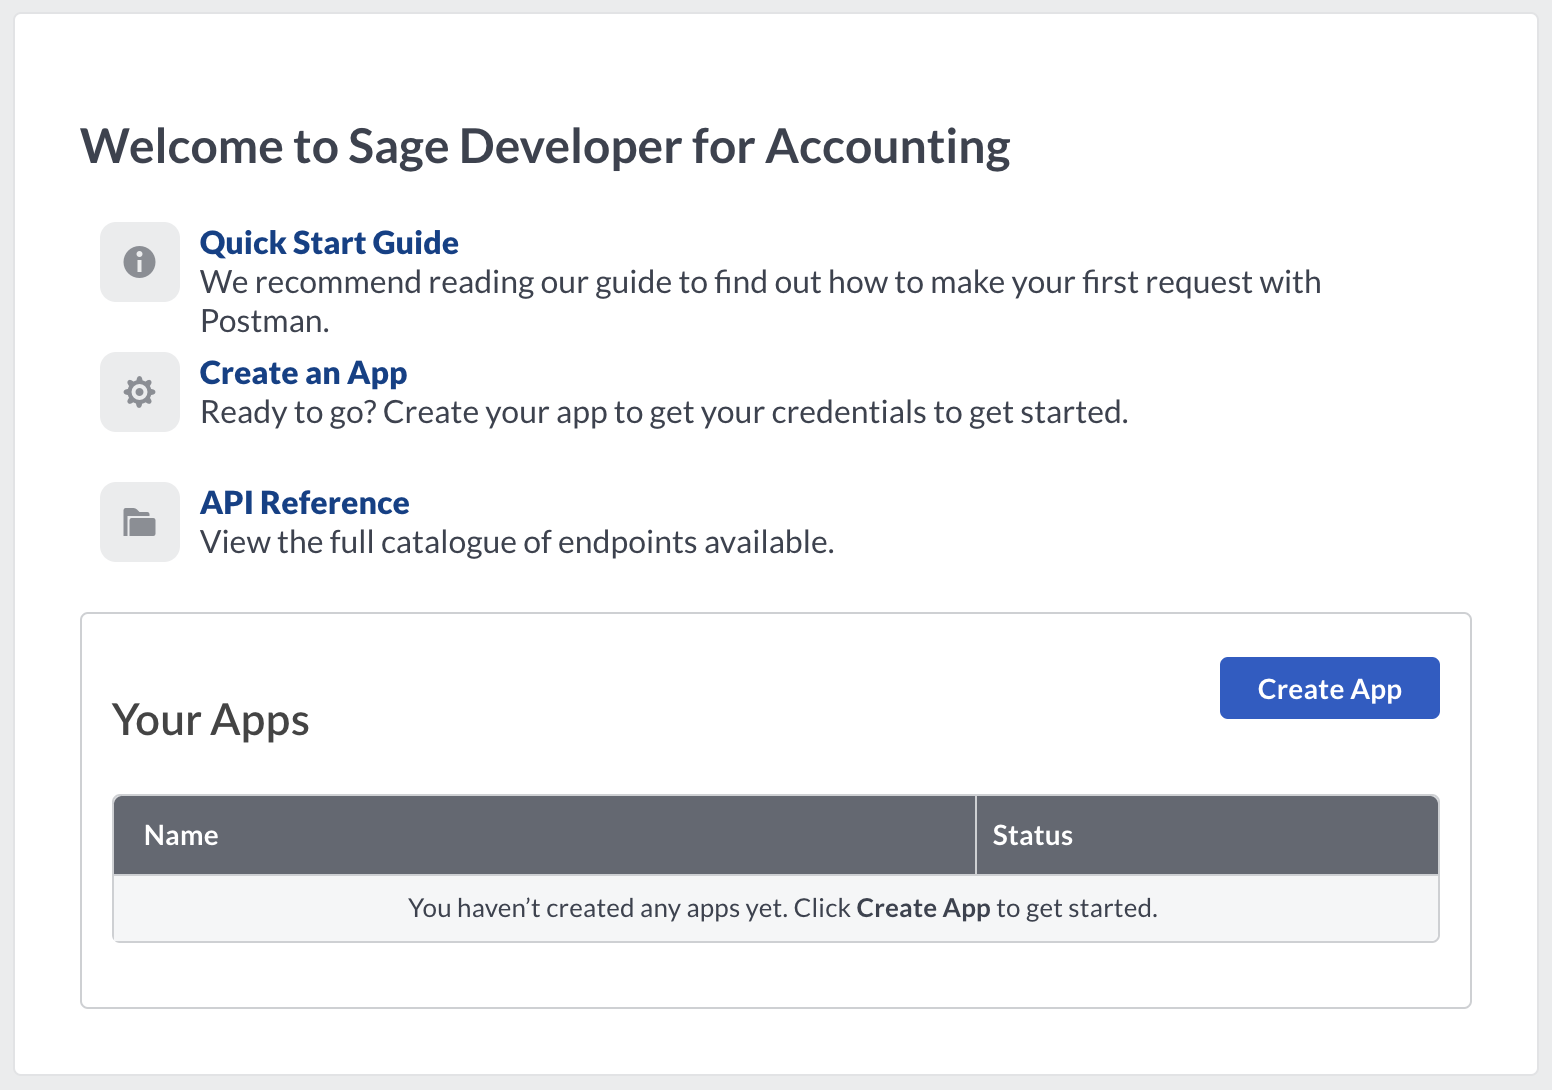 Welcome to Sage Developer for Accounting
Quick Start Guide
We recommend reading our guide to find out how to make your first request with
Postman.
Create an App
Ready to go? Create your app to get your credentials to get started.
API Reference
View the full catalogue of endpoints available.
Create App
Your Apps
Name Status
You haven’t created any apps yet. Click Create App to get started.